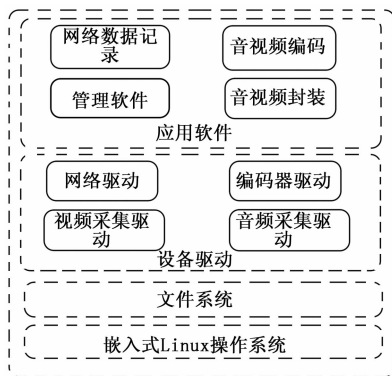 网络数据记
录
音视频编码
管理软件
音视频封装
应用软件
网络驱动
编码器驱动
视频采集驱
动
音频采集驱
动
设备驱动
文件系统
嵌入式Linux操作系统